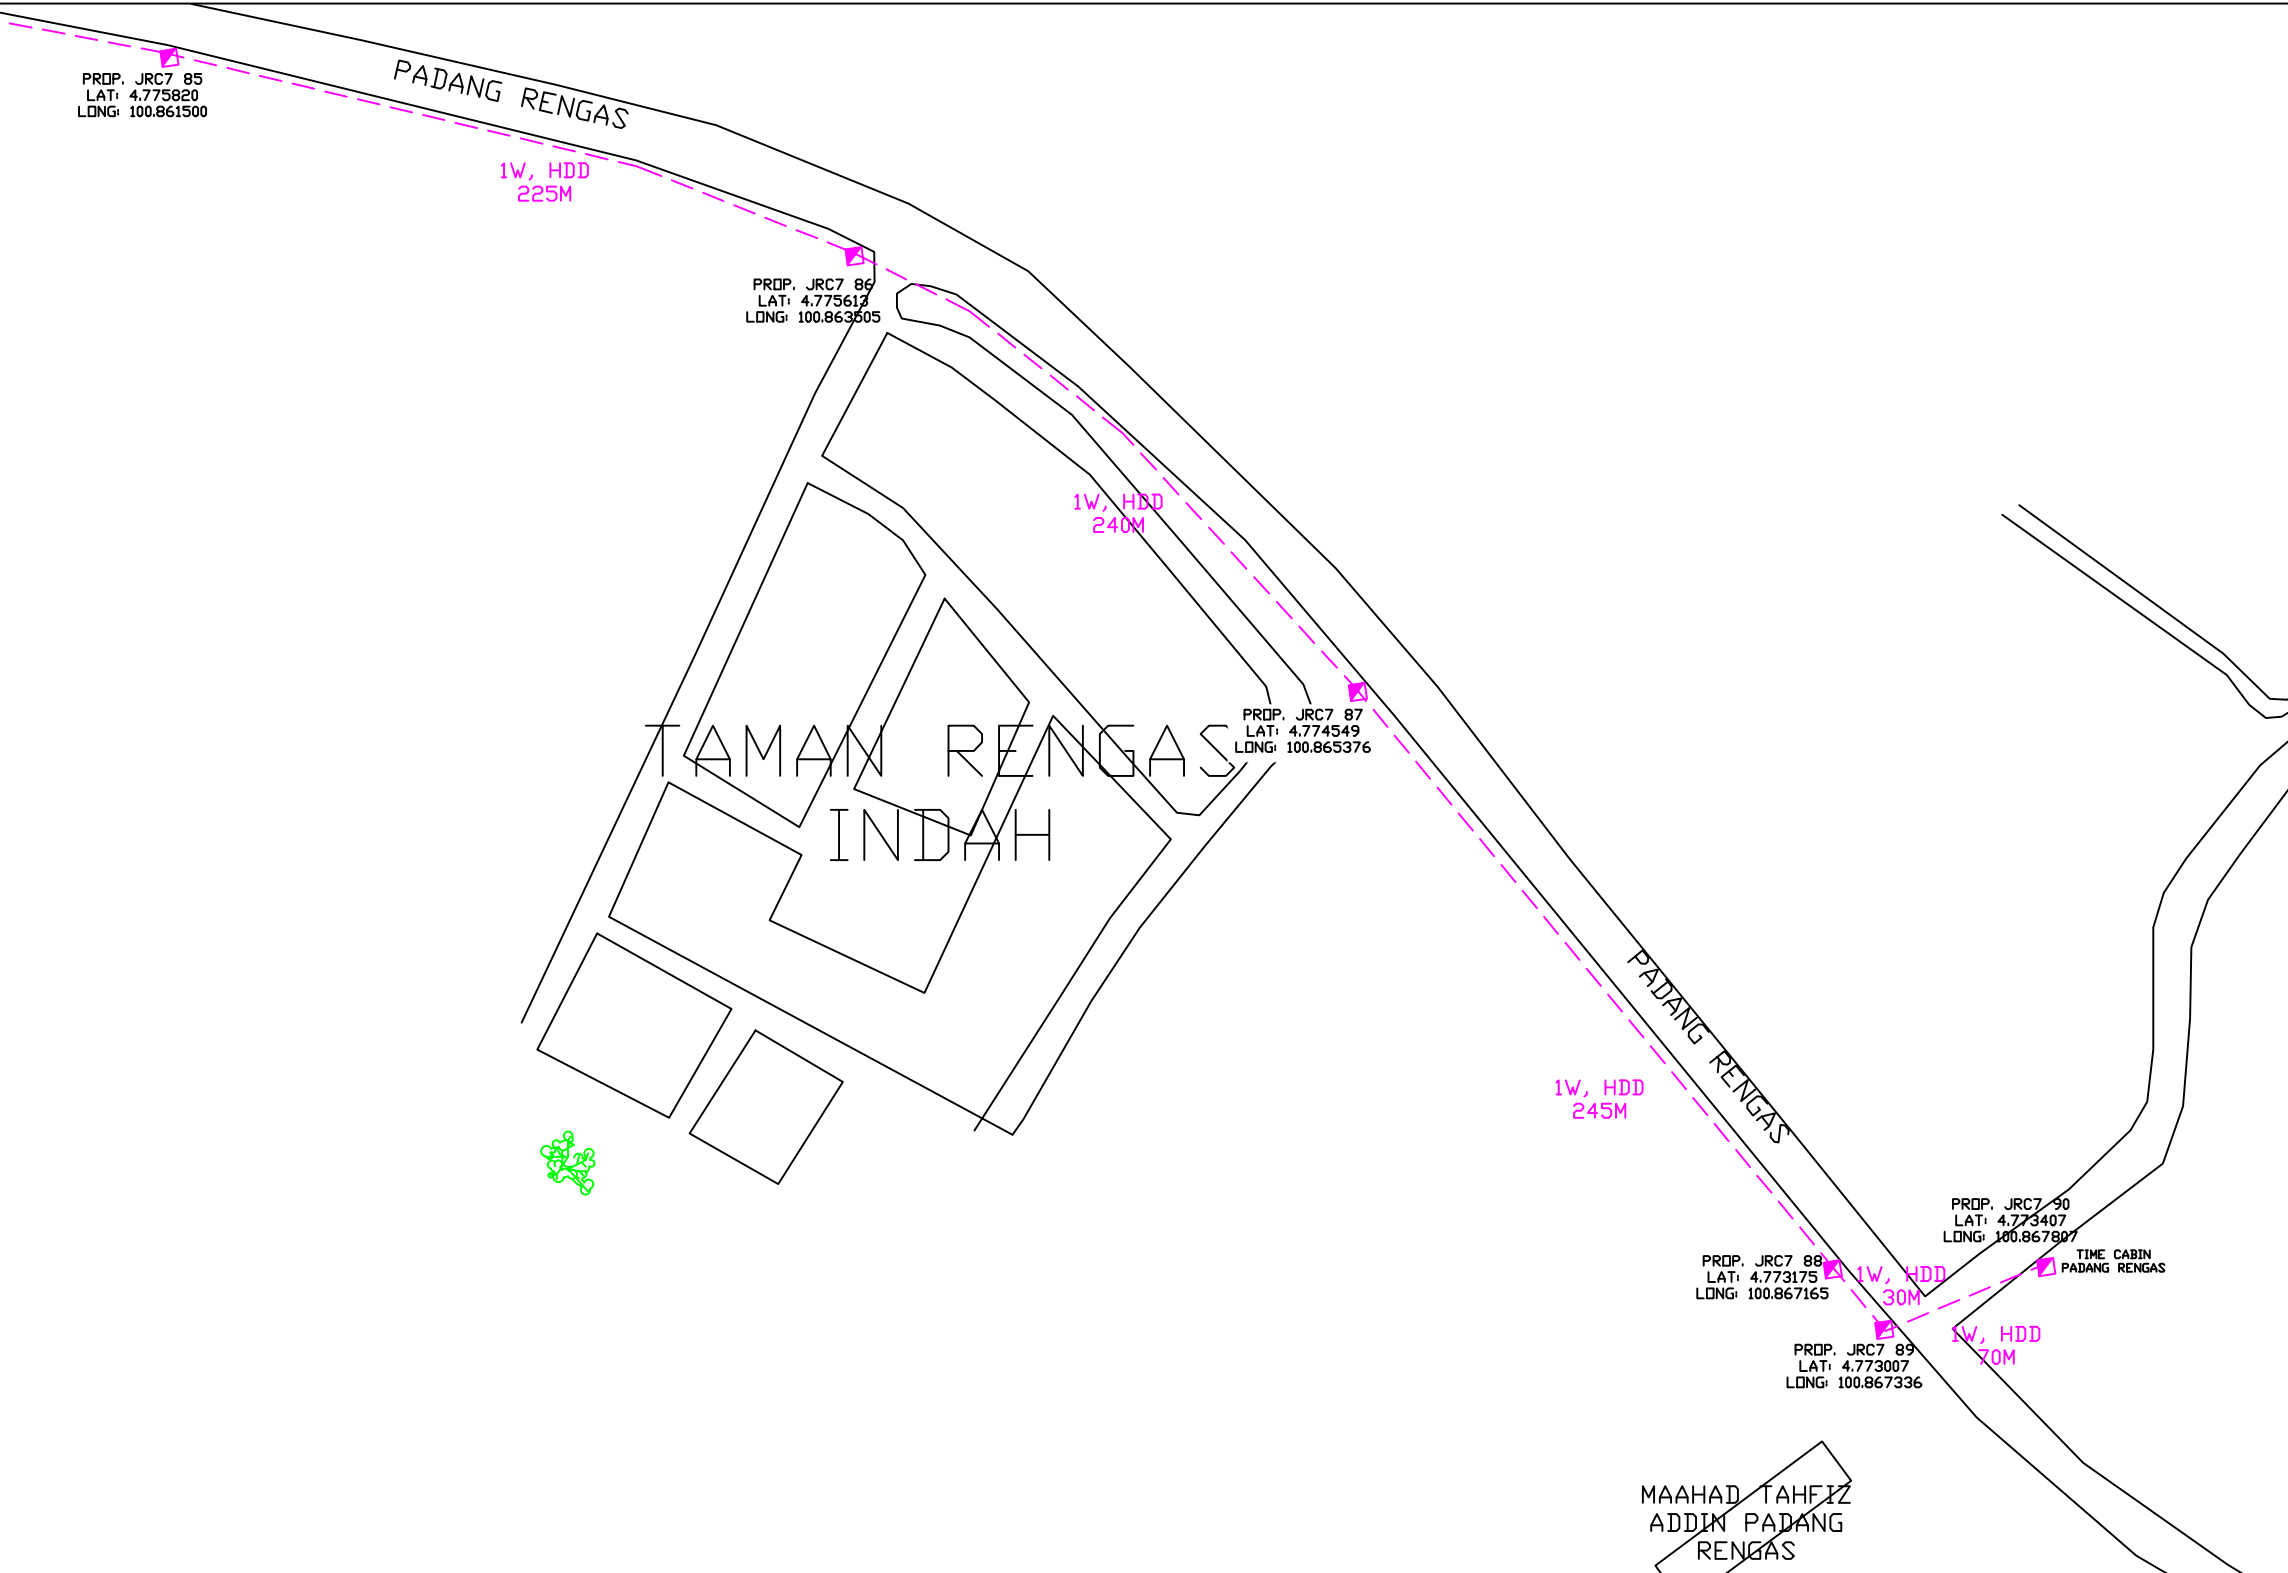 PADANG RENGAS
PROP. JRC7 85
LAT: 4.775820
LONG: 100.861500
1W, HDD
225M
PROP. JRC7 86
LAT: 4.775613
LONG: 100.863505
1W, HDD
240M
PROP. JRC7 87
LAT: 4.774549
LONG: 100.865376
TAMAN RENGAS
INDAH
PADANG RENGAS
1W, HDD
245M
PROP. JRC7 90
LAT: 4.773407
LONG: 100.867807
TIME CABIN
PADANG RENGAS
PROP. JRC7 88
LAT: 4.773175
LONG: 100.867165
1W, HDD
30M
1W, HDD
70M
PROP. JRC7 89
LAT: 4.773007
LONG: 100.867336
MAAHAD TAHFIZ
ADDIN PADANG
RENGAS